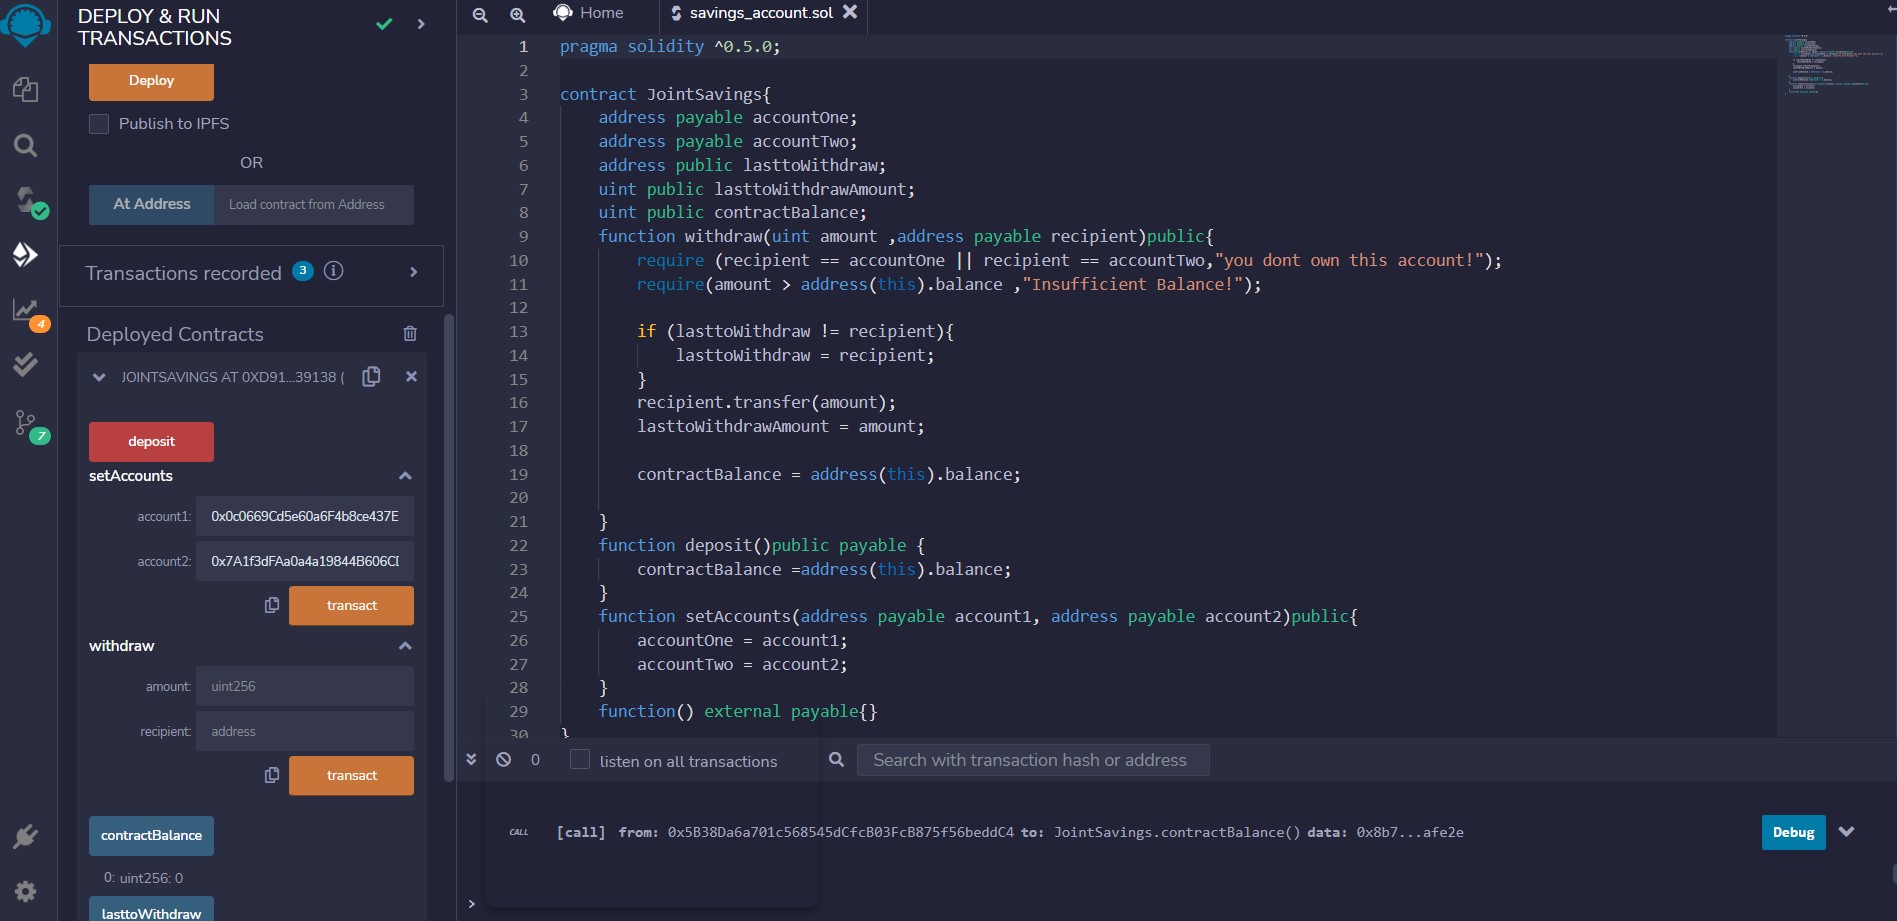 DEPLOY & RUN
TRANSACTIONS
Deploy
Publish to IPFS
OR
At Address
Load contract from Address
Transactions recorded 3 i
Deployed Contracts
JOINTSAVINGS AT 0XD91...39138 (
deposit
setAccounts
account1: 0x0c0669Cd5e60a6F4b8ce437E
account2: 0x7A1f3dFAa0a4a19844B606CD
transact
withdraw
amount: uint256
recipient: address
transact
contractBalance
0: uint256: 0
lasttoWithdraw
4
7
Home
savings_account.sol
1 pragma solidity ^0.5.0;
2
3 contract JointSavings{
4 address payable accountOne;
5 address payable accountTwo;
6 address public lasttoWithdraw;
7 uint public lasttoWithdrawAmount;
8 uint public contractBalance;
9 function withdraw(uint amount ,address payable recipient)public{
10 require (recipient == accountOne || recipient == accountTwo,"you dont own this account!");
11 require(amount > address(this).balance ,"Insufficient Balance!");
12
13 if (lasttoWithdraw != recipient){
14 lasttoWithdraw = recipient;
15 }
16 recipient.transfer(amount);
17 lasttoWithdrawAmount = amount;
18
19 contractBalance = address(this).balance;
20
21 }
22 function deposit()public payable {
23 contractBalance =address(this).balance;
24 }
25 function setAccounts(address payable account1, address payable account2)public{
26 accountOne = account1;
27 accountTwo = account2;
28 }
29 function() external payable{}
30 }
0
listen on all transactions
Search with transaction hash or address
CALL [call] from: 0x5B38Da6a701c568545dCfcB03FcB875f56beddC4 to: JointSavings.contractBalance() data: 0x8b7...afe2e
Debug
>